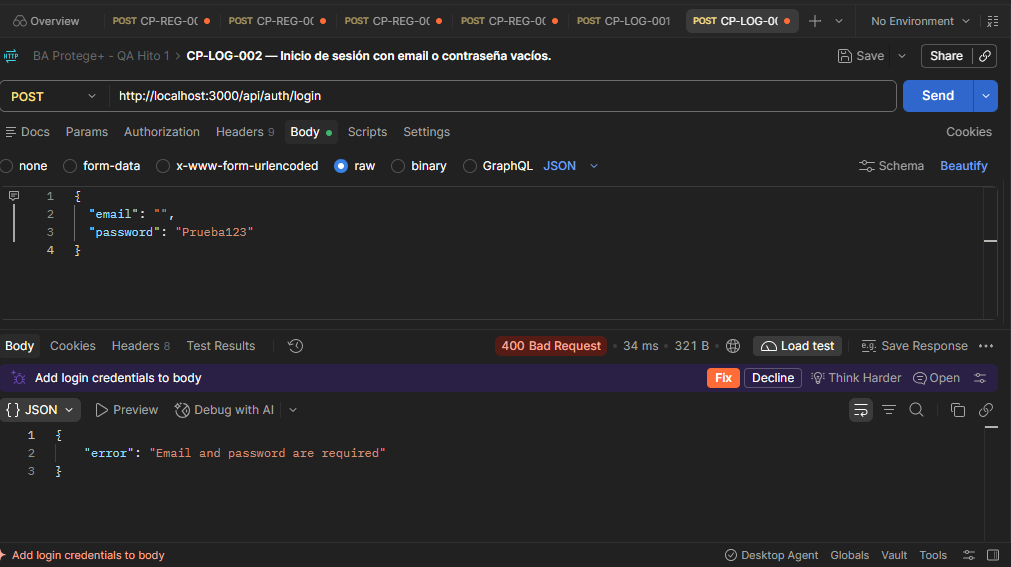 Overview POST CP-REG-00 POST CP-REG-00 POST CP-REG-00 POST CP-REG-00 POST CP-LOG-001 POST CP-LOG-00 No Environment
HTTP BA Protege+ - QA Hito 1 > CP-LOG-002 — Inicio de sesión con email o contraseña vacíos. Save Share
POST http://localhost:3000/api/auth/login Send
Docs Params Authorization Headers 9 Body Scripts Settings Cookies
none form-data x-www-form-urlencoded raw binary GraphQL JSON Schema Beautify
1 {
2 "email": "",
3 "password": "Prueba123"
4 }
Body Cookies Headers 8 Test Results 400 Bad Request • 34 ms • 321 B • Load test e.g. Save Response
Add login credentials to body Fix Decline Think Harder Open
{} JSON Preview Debug with AI
1 {
2 "error": "Email and password are required"
3 }
Add login credentials to body Desktop Agent Globals Vault Tools